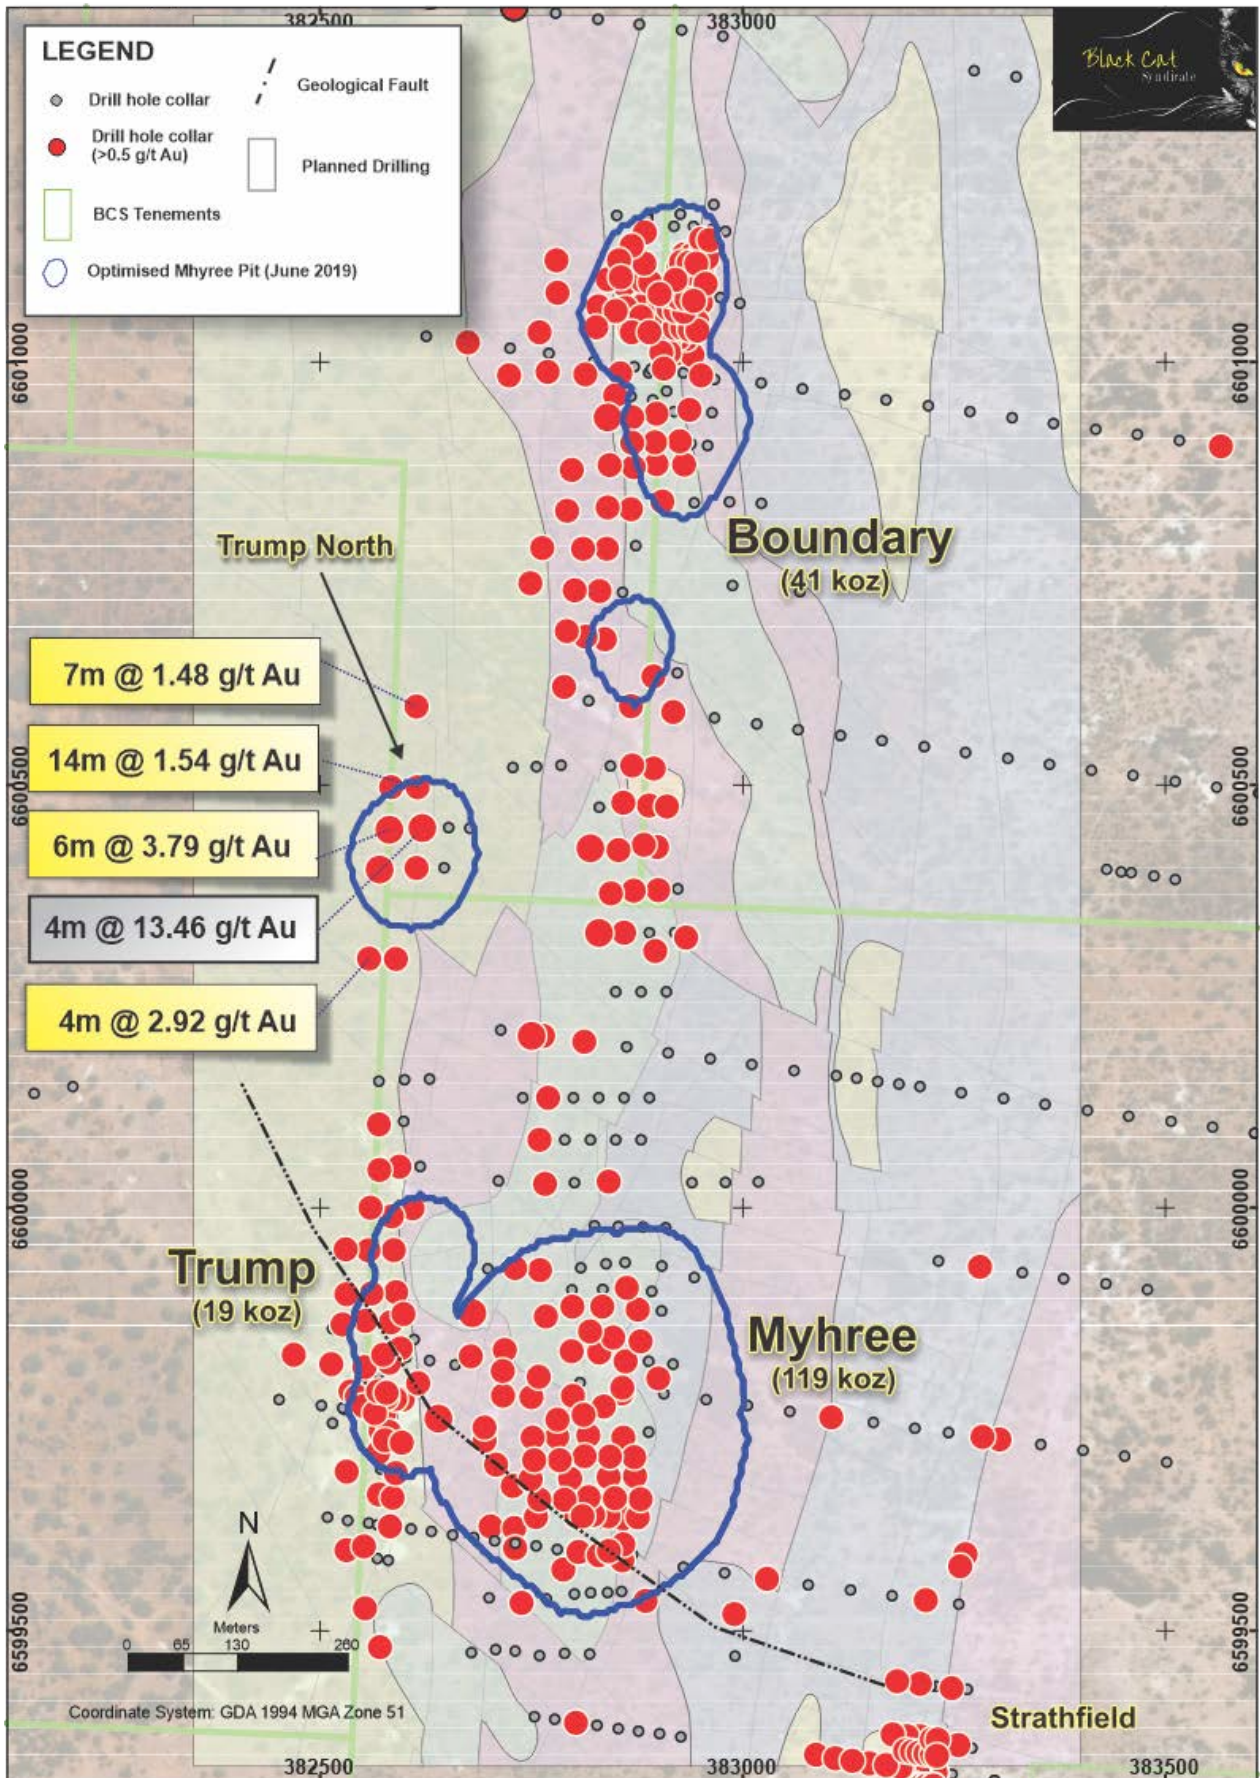 382500
383000
LEGEND
Drill hole collar
Drill hole collar
(>0.5 g/t Au)
BCS Tenements
Optimised Mhyree Pit (June 2019)
Geological Fault
Planned Drilling
Black Cat
Syndicate
6601000
6601000
Boundary
(41 koz)
Trump North
7m @ 1.48 g/t Au
14m @ 1.54 g/t Au
6m @ 3.79 g/t Au
4m @ 13.46 g/t Au
4m @ 2.92 g/t Au
6600500
6600500
6600000
6600000
Trump
(19 koz)
Myhree
(119 koz)
N
Meters
0 65 130 260
6599500
6599500
Coordinate System: GDA 1994 MGA Zone 51
Strathfield
382500
383000
383500